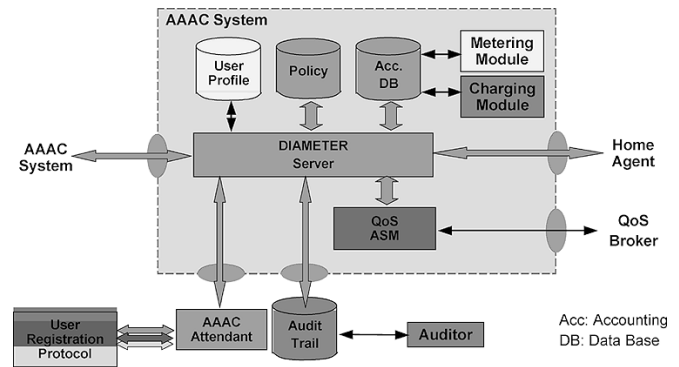 AAAC System
User
Profile
Policy
Acc.
DB
Metering
Module
Charging
Module
AAAC
System
DIAMETER
Server
Home
Agent
QoS
ASM
QoS
Broker
User
Registration
Protocol
AAAC
Attendant
Audit
Trail
Auditor
Acc: Accounting
DB: Data Base